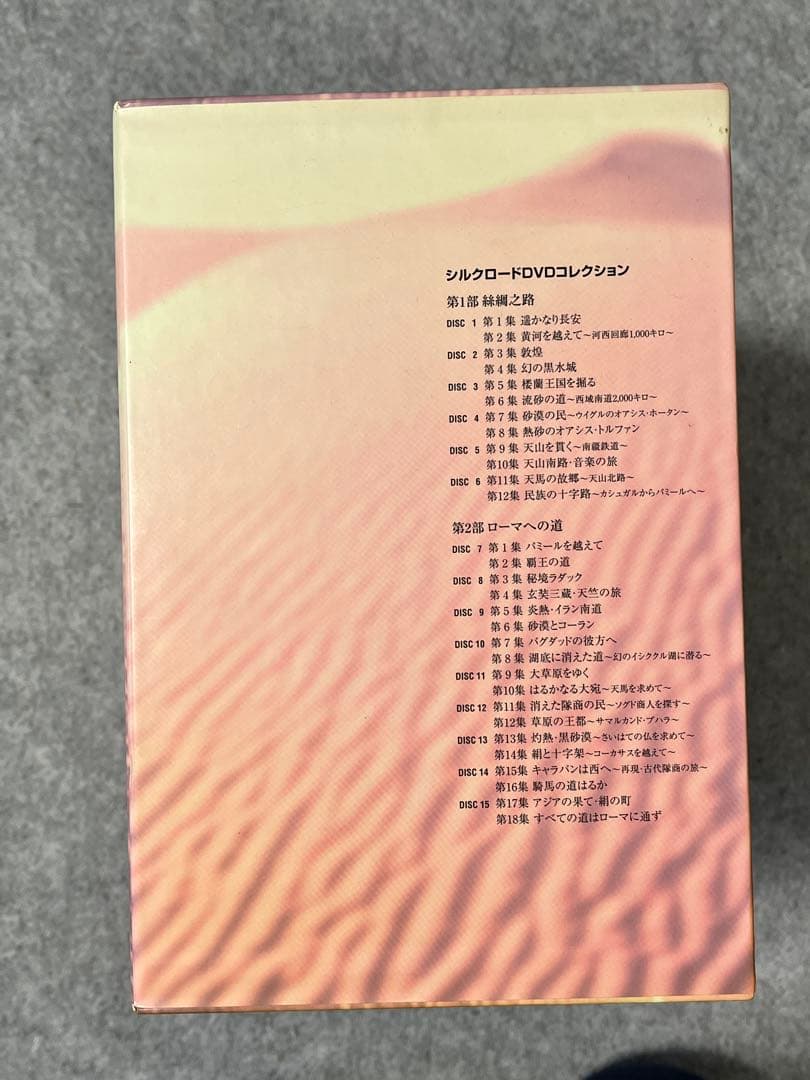 シルクロードDVDコレクション
第1部 絲綢之路
DISC 1 第1集 遥かなり長安
第2集 黄河を越えて〜河西回廊1,000キロ〜
DISC 2 第3集 敦煌
第4集 幻の黒水城
DISC 3 第5集 楼蘭王国を掘る
第6集 流砂の道〜西域南道2,000キロ〜
DISC 4 第7集 砂漠の民〜ウイグルのオアシス・ホータン〜
第8集 熱砂のオアシス・トルファン
DISC 5 第9集 天山を貫く〜南疆鉄道〜
第10集 天山南路・音楽の旅
DISC 6 第11集 天馬の故郷〜天山北路〜
第12集 民族の十字路〜カシュガルからパミールへ〜
第2部 ローマへの道
DISC 7 第1集 パミールを越えて
第2集 覇王の道
DISC 8 第3集 秘境ラダック
第4集 玄奘三蔵・天竺の旅
DISC 9 第5集 炎熱・イラン南道
第6集 砂漠とコーラン
DISC 10 第7集 バグダッドの彼方へ
第8集 湖底に消えた道〜幻のイシククル湖に潜る〜
DISC 11 第9集 大草原をゆく
第10集 はるかなる大宛〜天馬を求めて〜
DISC 12 第11集 消えた隊商の民〜ソグド商人を探す〜
第12集 草原の王都〜サマルカンド・ブハラ〜
DISC 13 第13集 灼熱・黒砂漠〜さいはての仏を求めて〜
第14集 絹と十字架〜コーカサスを越えて〜
DISC 14 第15集 キャラバンは西へ〜再現・古代隊商の旅〜
第16集 騎馬の道はるか
DISC 15 第17集 アジアの果て・絹の町
第18集 すべての道はローマに通ず